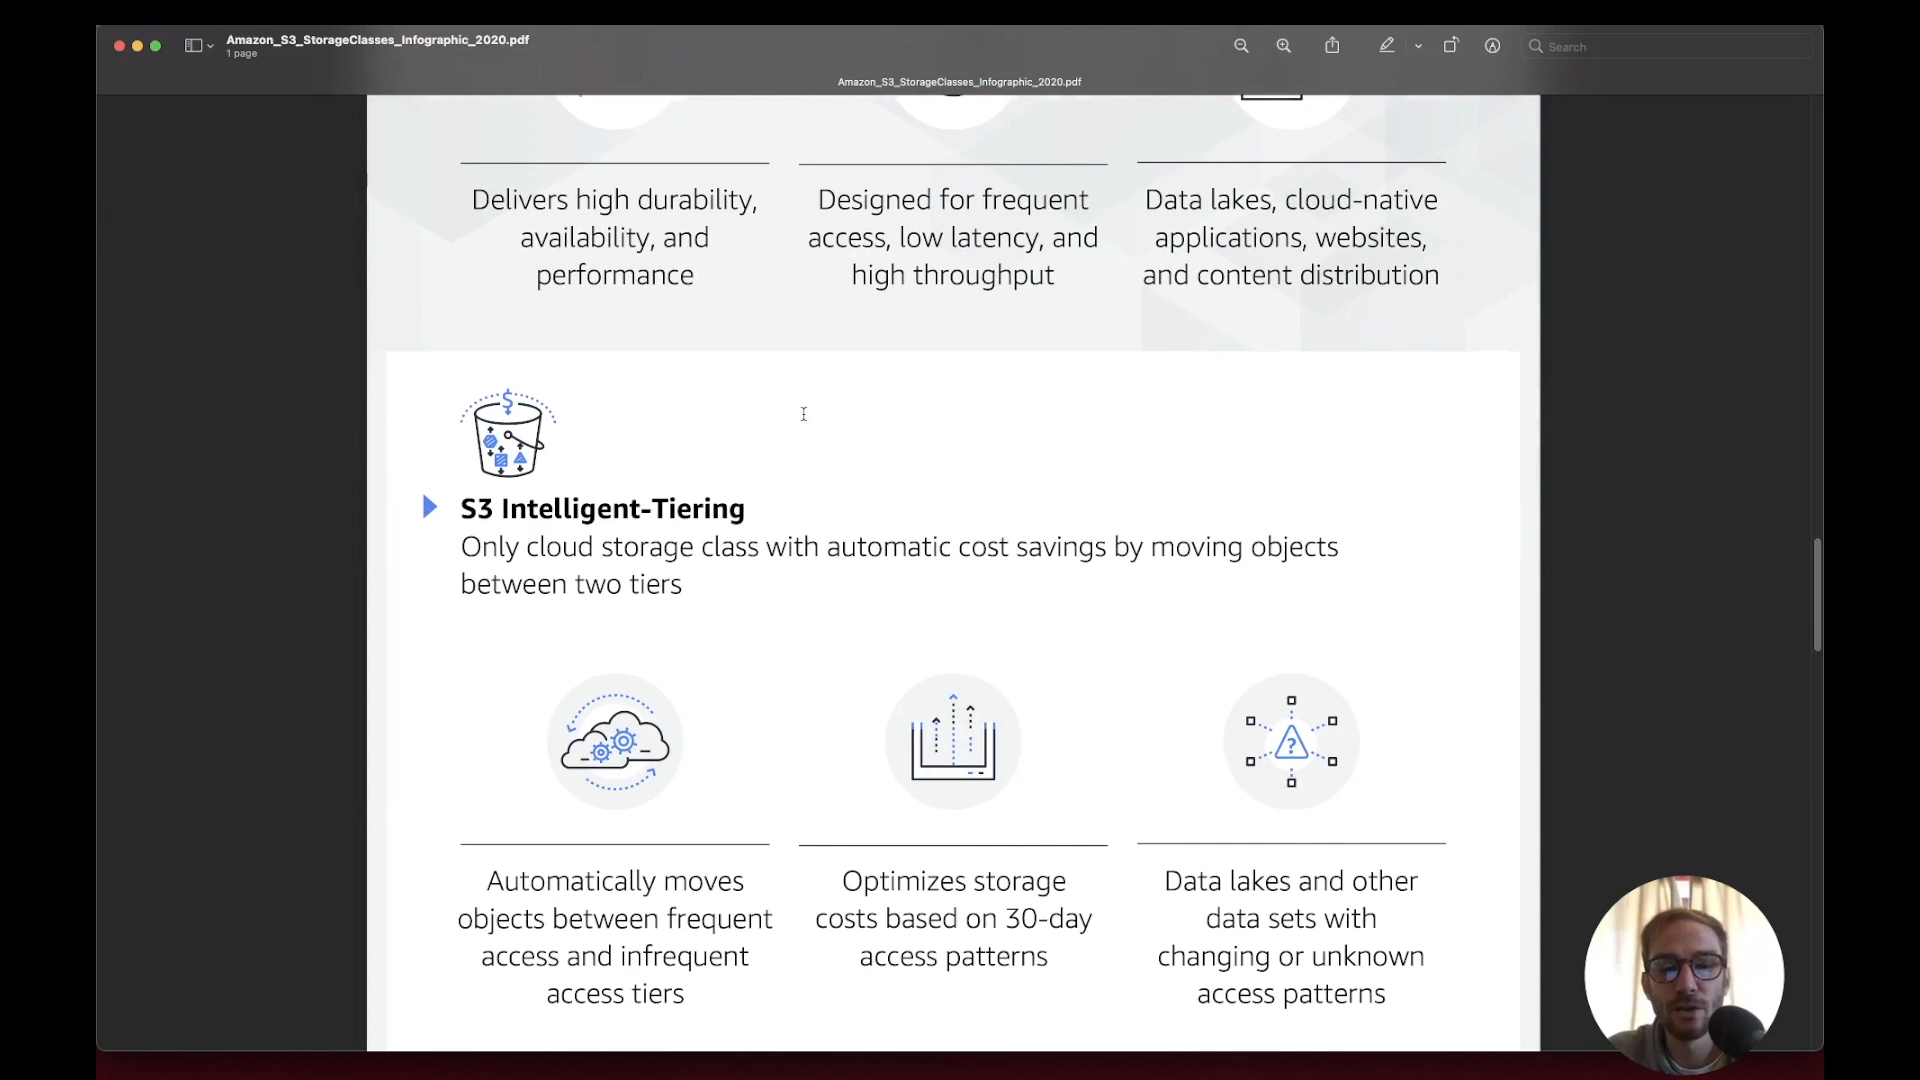 Amazon_S3_StorageClasses_Infographic_2020.pdf
1 page
Search
Amazon_S3_StorageClasses_Infographic_2020.pdf
Delivers high durability,
availability, and
performance
Designed for frequent
access, low latency, and
high throughput
Data lakes, cloud-native
applications, websites,
and content distribution
$
S3 Intelligent-Tiering
Only cloud storage class with automatic cost savings by moving objects
between two tiers
?
Automatically moves
objects between frequent
access and infrequent
access tiers
Optimizes storage
costs based on 30-day
access patterns
Data lakes and other
data sets with
changing or unknown
access patterns